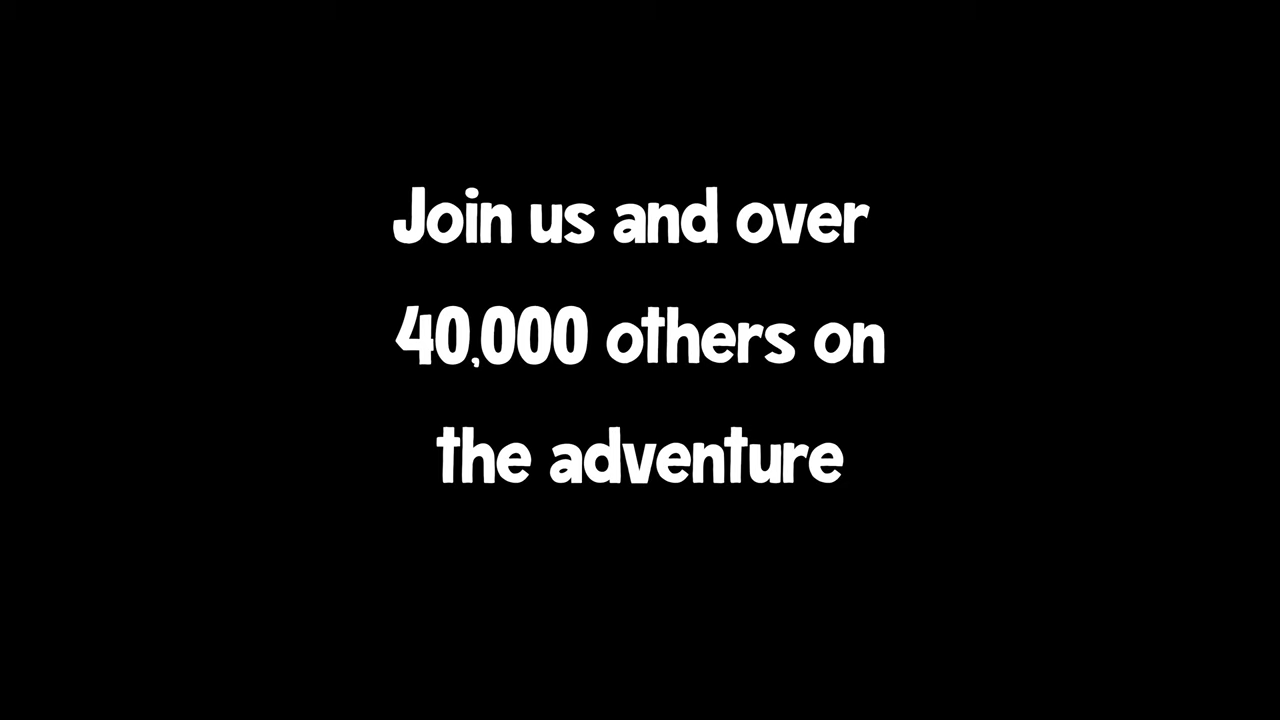 Join us and over
40,000 others on
the adventure